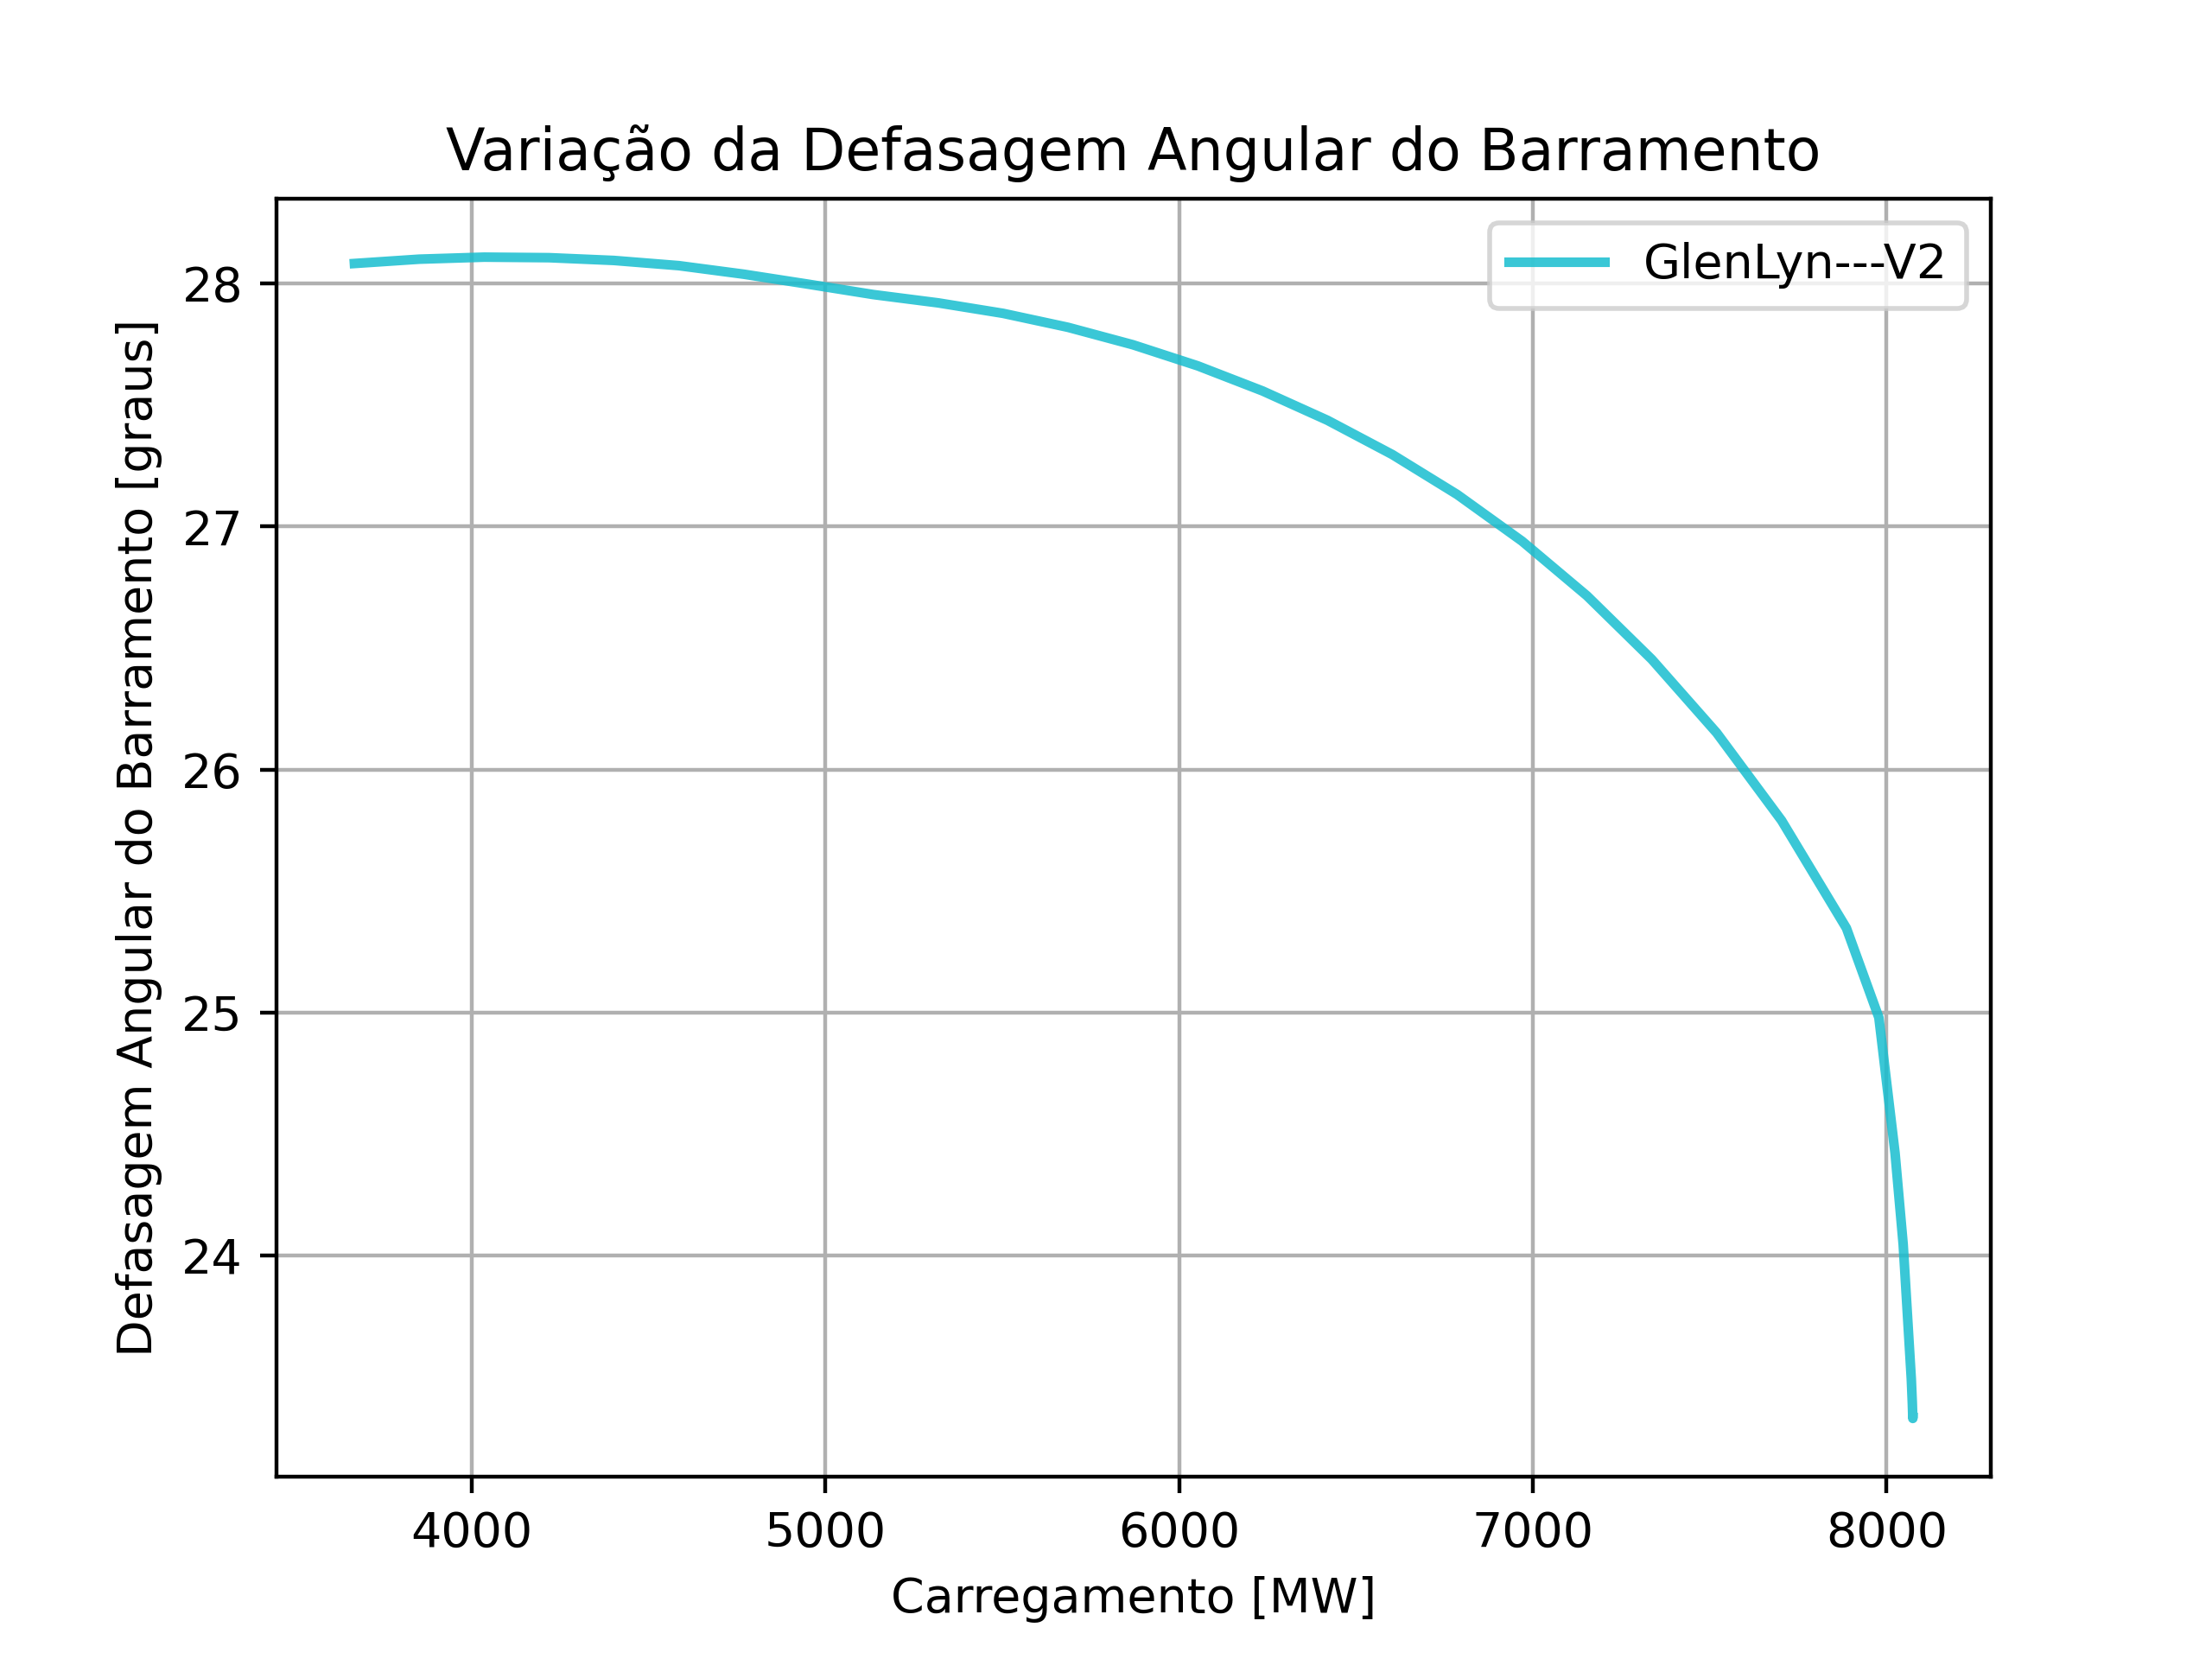 Variação da Defasagem Angular do Barramento
GlenLyn---V2
Defasagem Angular do Barramento [graus]
28
27
26
25
24
4000 5000 6000 7000 8000
Carregamento [MW]